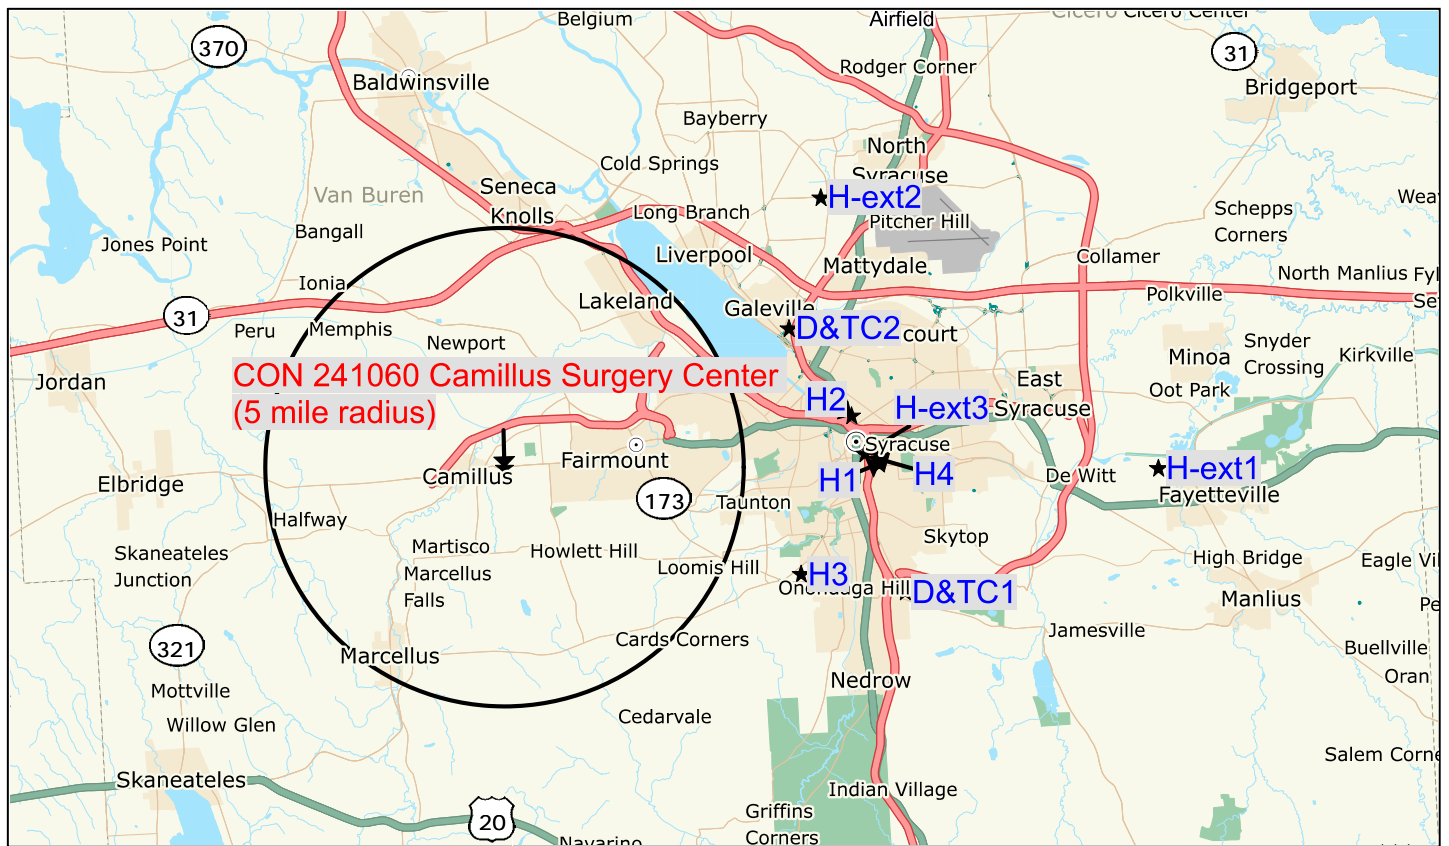 Belgium
Airfield
Cicero Cicero Center
370
31
Rodger Corner
Baldwinsville
Bridgeport
Bayberry
North
Syracuse
Cold Springs
Seneca
Knolls
Van Buren
H-ext2
Long Branch
Pitcher Hill
Schepps
Corners
Bangall
Jones Point
Liverpool
Mattydale
Collamer
North Manlius
Ionia
Lakeland
Galeville
Polkville
31
Peru
Memphis
Newport
D&TC2
court
Snyder
Crossing
Minoa
Kirkville
Jordan
CON 241060 Camillus Surgery Center
(5 mile radius)
East
Syracuse
Oot Park
H2
H-ext3
Syracuse
Camillus
Fairmount
H1
H4
De Witt
H-ext1
Fayetteville
Elbridge
173
Taunton
Halfway
Skytop
Skaneateles
Junction
Martisco
Howlett Hill
Loomis Hill
High Bridge
Marcellus
Falls
H3
Onondaga Hill
D&TC1
Manlius
321
Cards Corners
Jamesville
Marcellus
Buellville
Oran
Mottville
Nedrow
Willow Glen
Cedarvale
Skaneateles
Indian Village
20
Griffins
Corners
Navarino